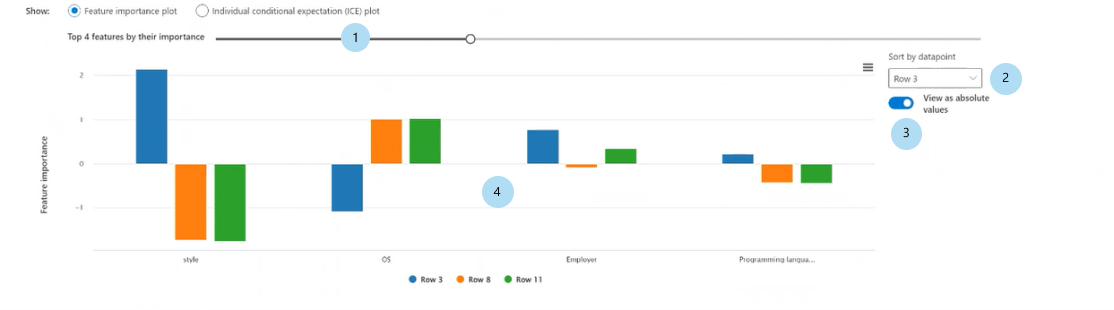 Show: Feature importance plot Individual conditional expectation (ICE) plot
Top 4 features by their importance
1
Sort by datapoint
Row 3
2
View as absolute
values
3
Feature importance
2
1
0
-1
4
style OS Employer Programming langua...
Row 3 Row 8 Row 11